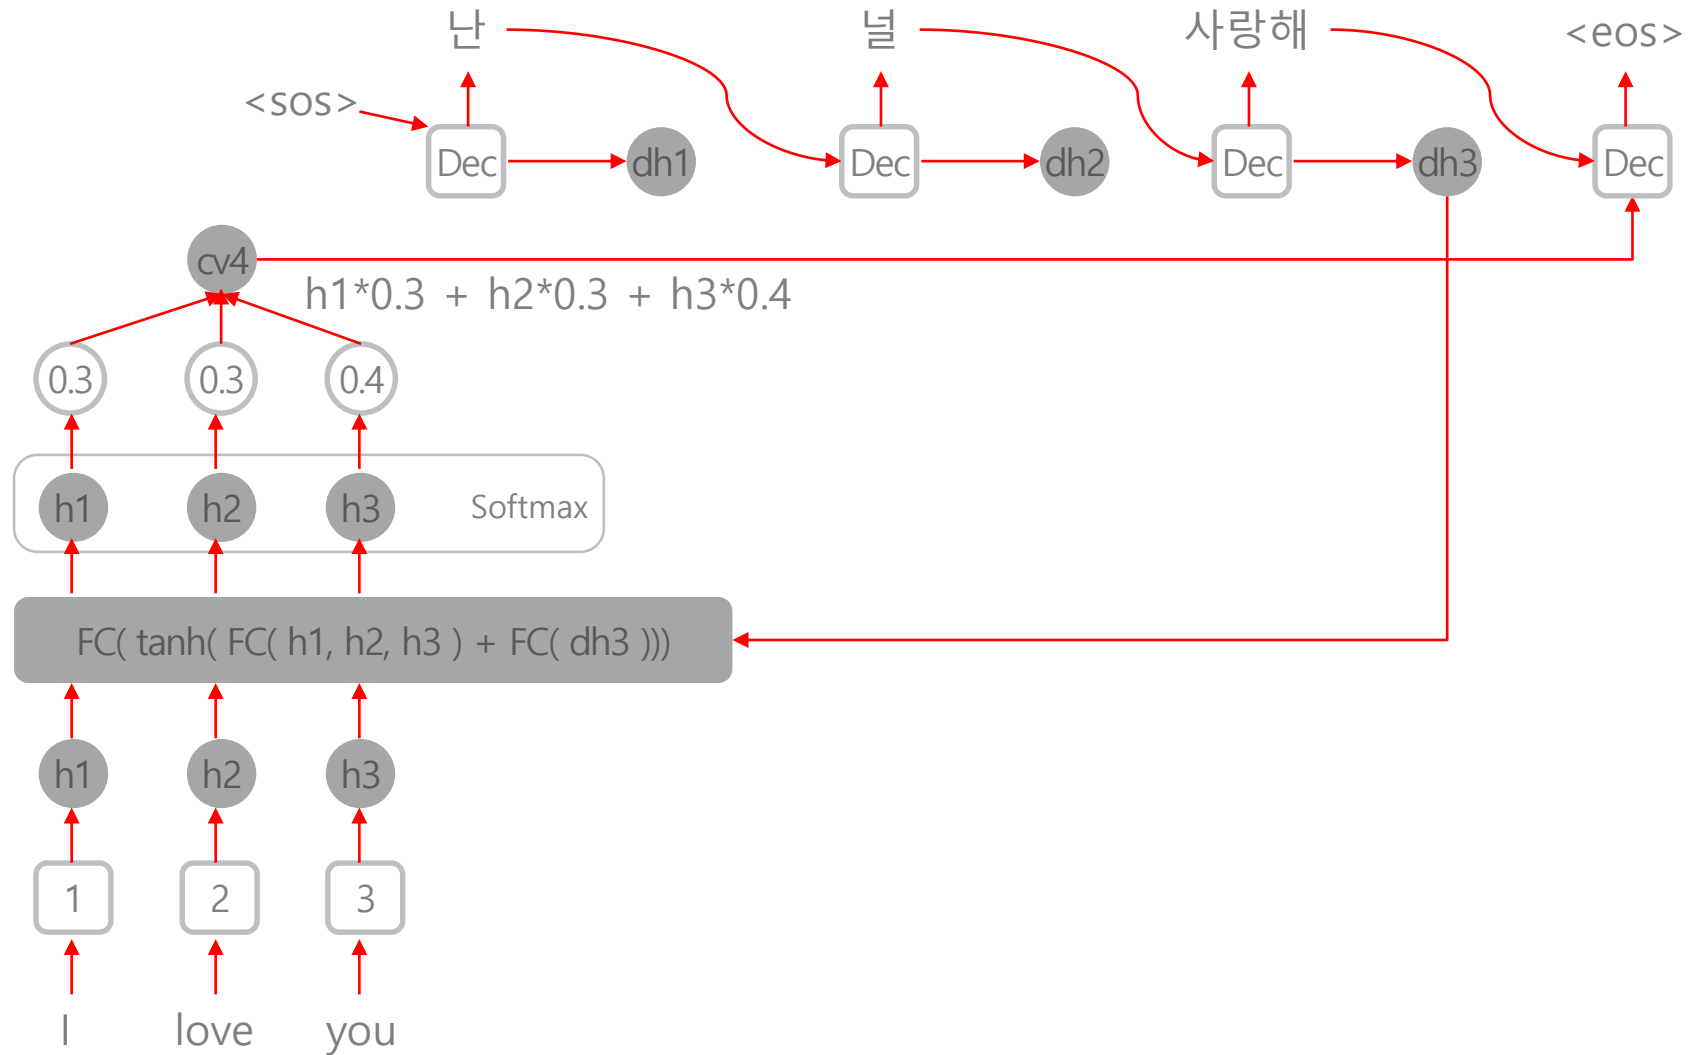 난 널 사랑해 <eos>
<sos>
Dec dh1 Dec dh2 Dec dh3 Dec
cv4
h1*0.3 + h2*0.3 + h3*0.4
0.3 0.3 0.4
h1 h2 h3 Softmax
FC( tanh( FC( h1, h2, h3 ) + FC( dh3 )))
h1 h2 h3
1 2 3
I love you